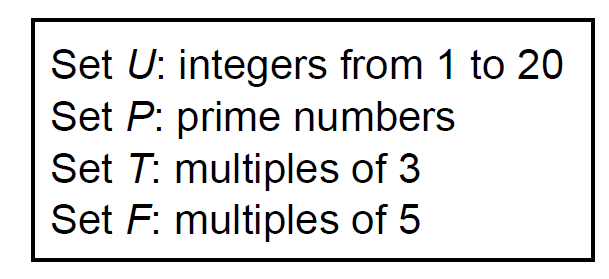 Set U: integers from 1 to 20
Set P: prime numbers
Set T: multiples of 3
Set F: multiples of 5